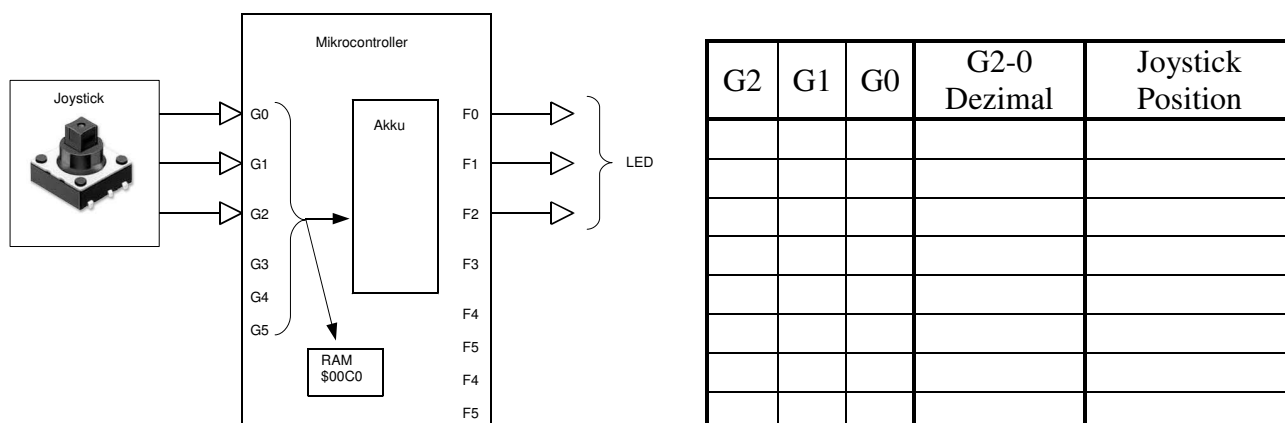 Mikrocontroller
Joystick
Akku
G0
G1
G2
G3
G4
G5
RAM
$00C0
F0
F1
F2
F3
F4
F5
F4
F5
LED
G2 G1 G0 G2-0 Dezimal Joystick Position